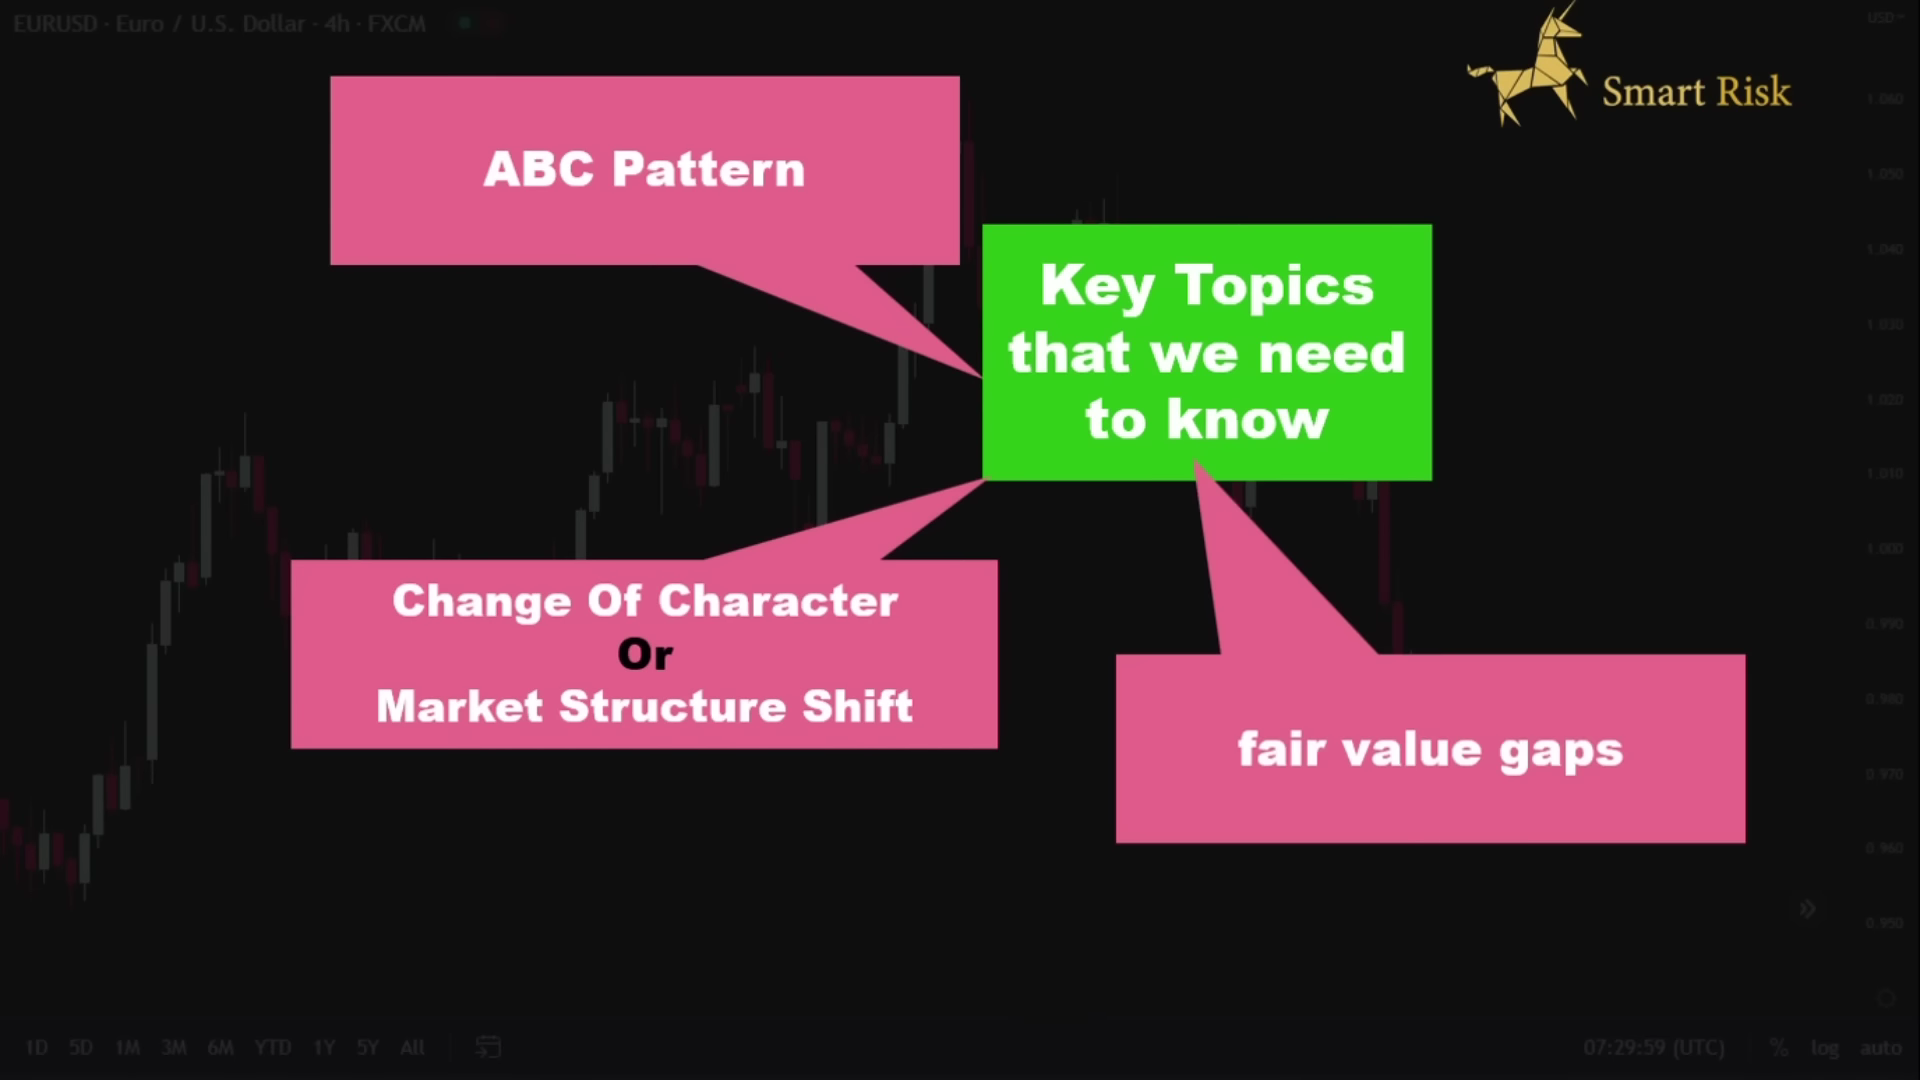 EURUSD · Euro / U.S. Dollar - 4h · FXCM
USD
Smart Risk
ABC Pattern
Key Topics
that we need
to know
Change Of Character
Or
Market Structure Shift
fair value gaps
1.060
1.050
1.040
1.030
1.020
1.010
1.000
0.990
0.980
0.970
0.960
0.950
1D 5D 1M 3M 6M YTD 1Y 5Y All
07:29:59 (UTC) % log auto